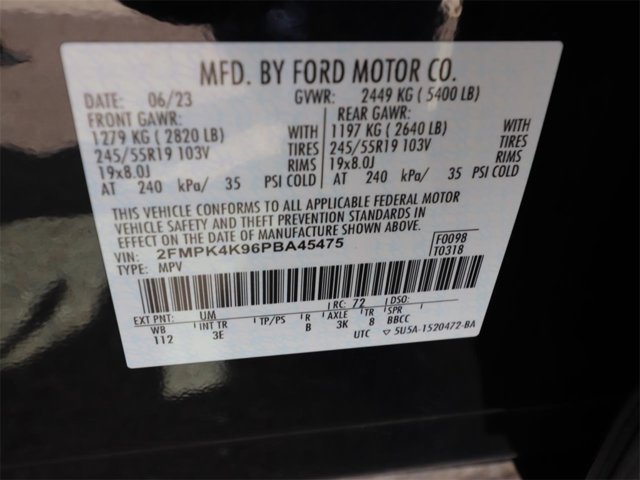 MFD. BY FORD MOTOR CO.
DATE: 06/23 GVWR: 2449 KG ( 5400 LB)
FRONT GAWR: REAR GAWR:
1279 KG ( 2820 LB) WITH 1197 KG ( 2640 LB) WITH
245/55R19 103V TIRES 245/55R19 103V TIRES
19x8.0J RIMS 19x8.0J RIMS
AT 240 kPa/ 35 PSI COLD AT 240 kPa/ 35 PSI COLD
THIS VEHICLE CONFORMS TO ALL APPLICABLE FEDERAL MOTOR
VEHICLE SAFETY AND THEFT PREVENTION STANDARDS IN
EFFECT ON THE DATE OF MANUFACTURE SHOWN ABOVE.
VIN: 2FMPK4K96PBA45475 F0098
TYPE: MPV T0318
EXT PNT: UM RC: 72 DSO:
WB INT TR TP/PS R AXLE TR SPR
112 3E B 3K 8 BBCC
UTC 5U5A-1520472-BA